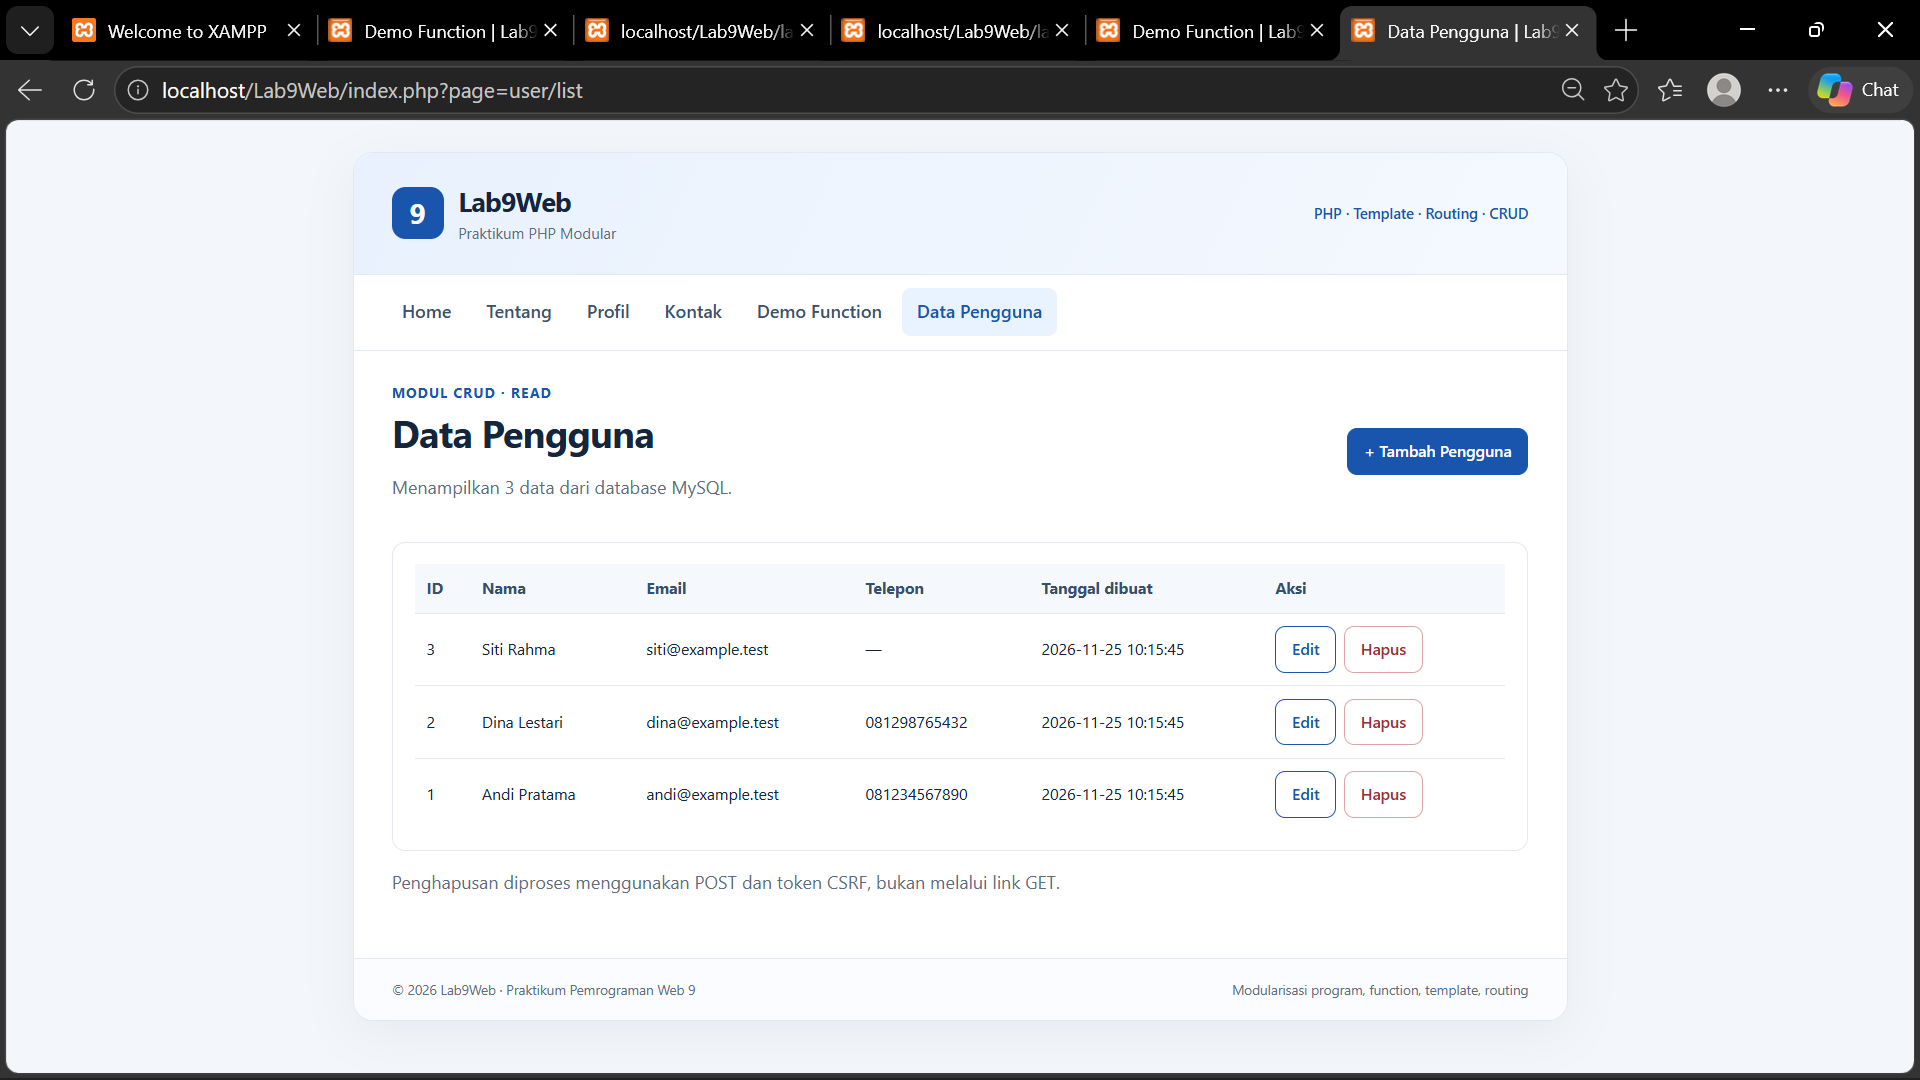 Welcome to XAMPP
Demo Function | Lab9
localhost/Lab9Web/la
localhost/Lab9Web/la
Demo Function | Lab9
Data Pengguna | Lab9
localhost/Lab9Web/index.php?page=user/list
Chat
9
Lab9Web
Praktikum PHP Modular
PHP · Template · Routing · CRUD
Home Tentang Profil Kontak Demo Function Data Pengguna
MODUL CRUD · READ
Data Pengguna
+ Tambah Pengguna
Menampilkan 3 data dari database MySQL.
ID Nama Email Telepon Tanggal dibuat Aksi
3 Siti Rahma siti@example.test — 2026-11-25 10:15:45 Edit Hapus
2 Dina Lestari dina@example.test 081298765432 2026-11-25 10:15:45 Edit Hapus
1 Andi Pratama andi@example.test 081234567890 2026-11-25 10:15:45 Edit Hapus
Penghapusan diproses menggunakan POST dan token CSRF, bukan melalui link GET.
© 2026 Lab9Web · Praktikum Pemrograman Web 9
Modularisasi program, function, template, routing